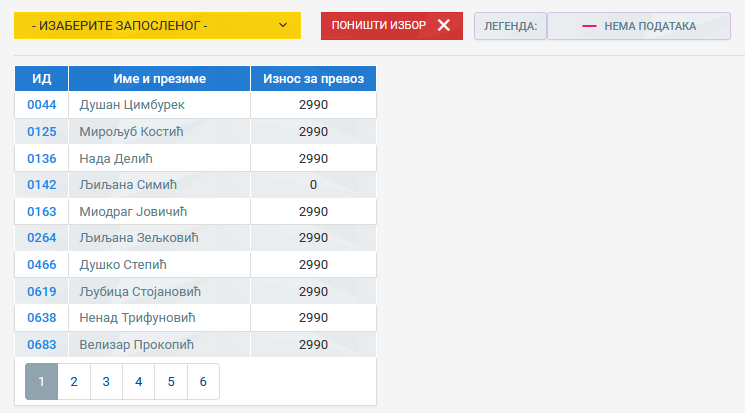 - ИЗАБЕРИТЕ ЗАПОСЛЕНОГ - ПОНИШТИ ИЗБОР ЛЕГЕНДА: НЕМА ПОДАТАКА
ИД Име и презиме Износ за превоз
0044 Душан Цимбурек 2990
0125 Мирољуб Костић 2990
0136 Нада Делић 2990
0142 Љиљана Симић 0
0163 Миодраг Јовичић 2990
0264 Љиљана Зељковић 2990
0466 Душко Степић 2990
0619 Љубица Стојановић 2990
0638 Ненад Трифуновић 2990
0683 Велизар Прокопић 2990
1 2 3 4 5 6